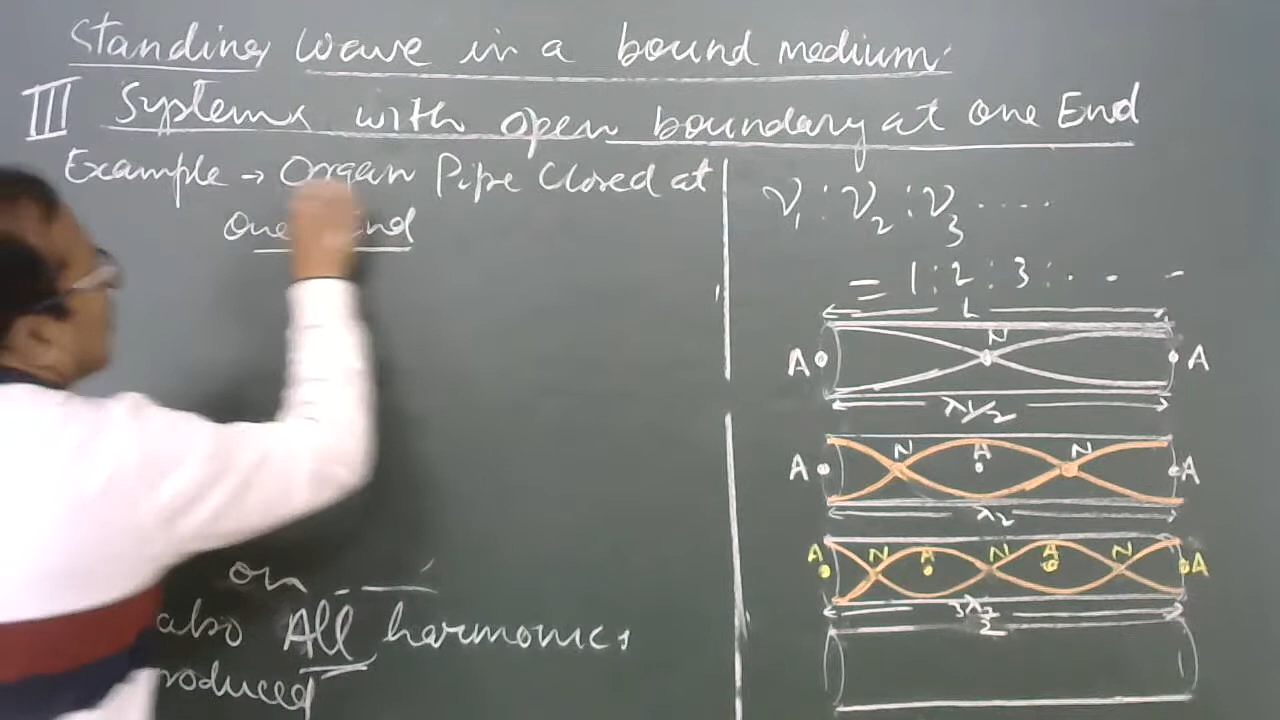 Standing wave in a bound medium.
III Systems with open boundary at one End
Example → Organ Pipe Closed at
One End
on
also All harmonics
produced
ν₁ : ν₂ : ν₃ ....
= 1 : 2 : 3 : . . . -
L
A N A
λ1/2
A N A N A
λ2
A N A N A N A
3λ3/2